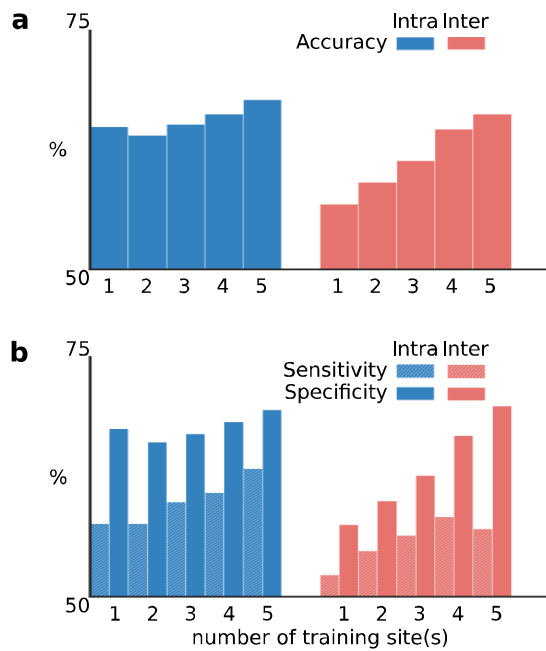 a
75
Intra Inter
Accuracy
%
50
1 2 3 4 5 1 2 3 4 5
b
75
Intra Inter
Sensitivity
Specificity
%
50
1 2 3 4 5 1 2 3 4 5
number of training site(s)